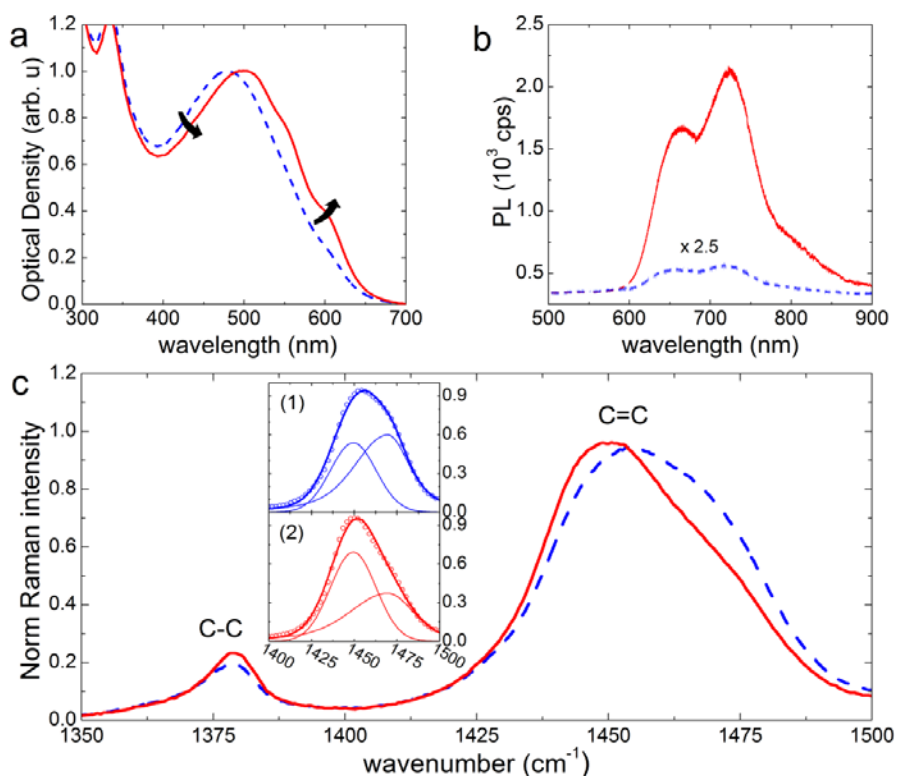 a
Optical Density (arb. u)
1.2
1.0
0.8
0.6
0.4
0.2
0.0
300 400 500 600 700
wavelength (nm)
b
PL (10³ cps)
2.5
2.0
1.5
1.0
0.5
x 2.5
500 600 700 800 900
wavelength (nm)
c
Norm Raman intensity
1.2
1.0
0.8
0.6
0.4
0.2
0.0
C-C
C=C
(1)
0.9
0.6
0.3
0.0
(2)
0.9
0.6
0.3
0.0
1400 1425 1450 1475 1500
1350 1375 1400 1425 1450 1475 1500
wavenumber (cm⁻¹)